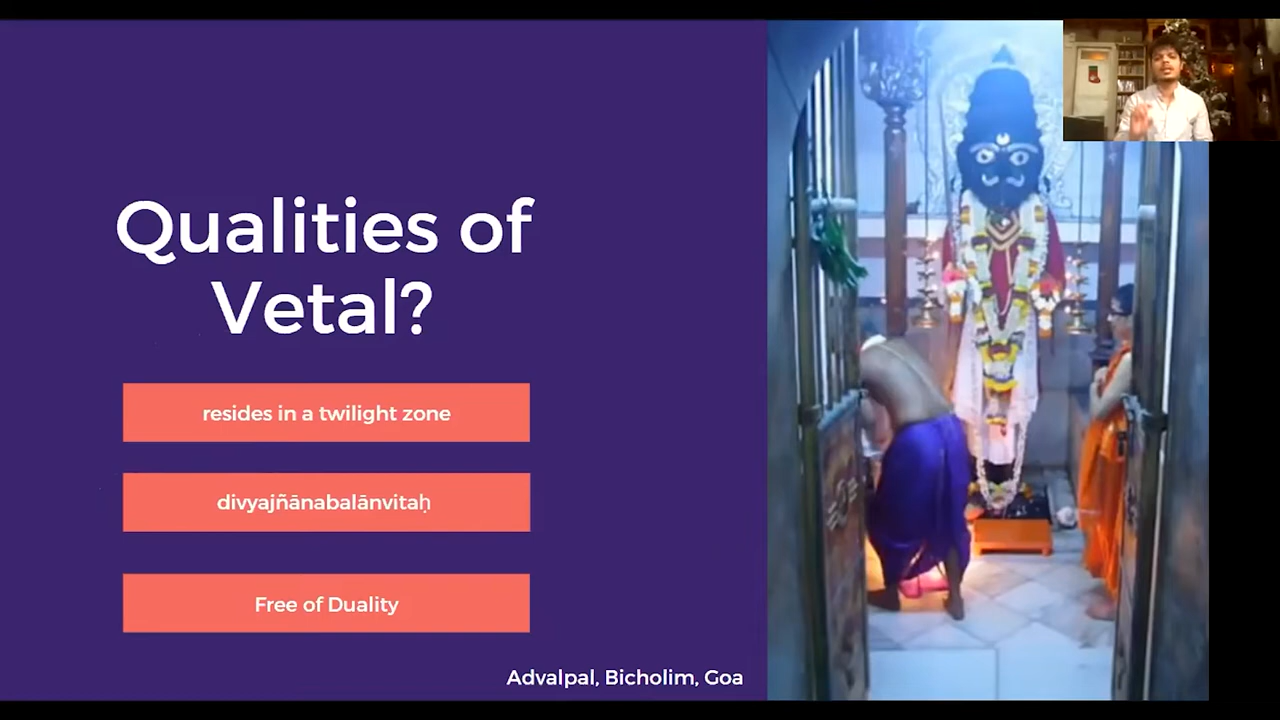 Qualities of
Vetal?
resides in a twilight zone
divyajñānabalānvitaḥ
Free of Duality
Advalpal, Bicholim, Goa